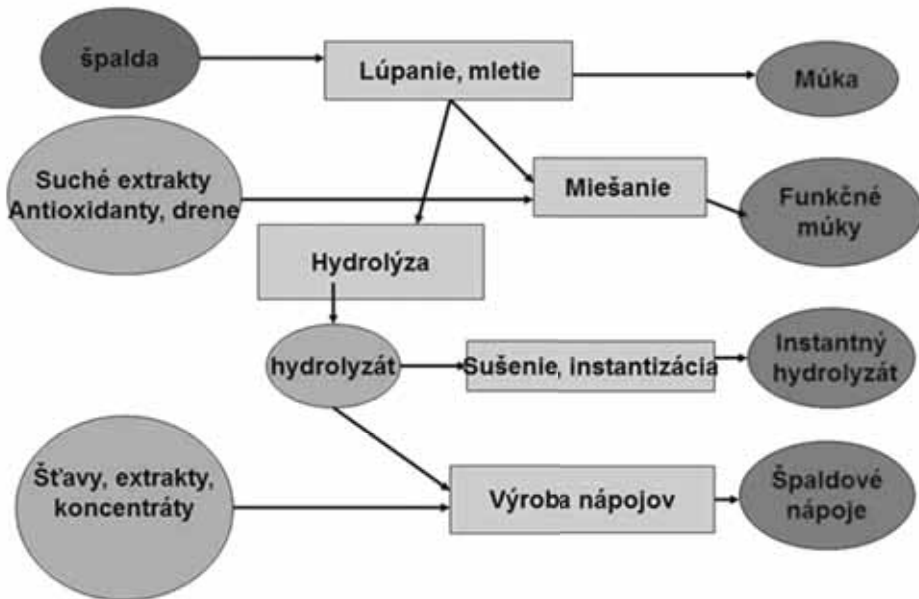 špalda
Lúpanie, mletie
Múka
Suché extrakty
Antioxidanty, drene
Miešanie
Funkčné
múky
Hydrolýza
hydrolyzát
Sušenie, instantizácia
Instantný
hydrolyzát
Šťavy, extrakty,
koncentráty
Výroba nápojov
Špaldové
nápoje